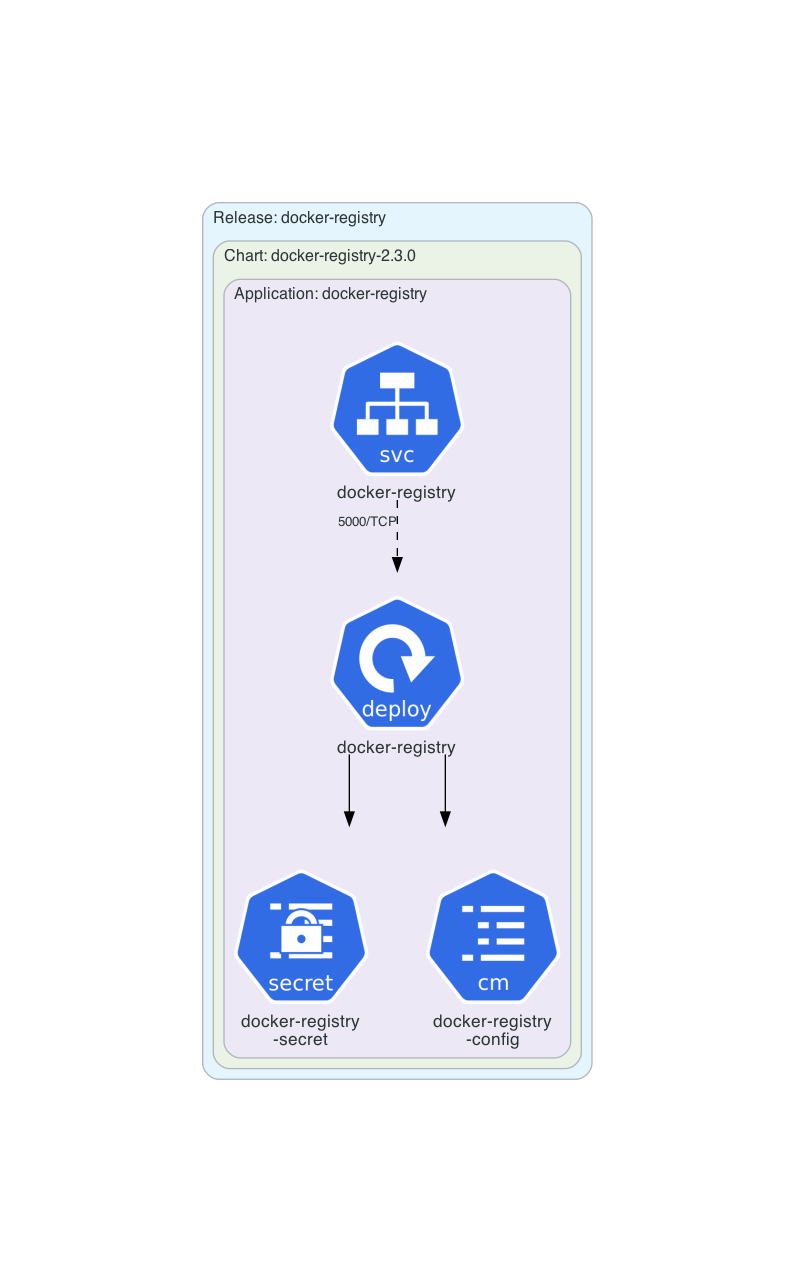 Release: docker-registry
Chart: docker-registry-2.3.0
Application: docker-registry
svc
docker-registry
5000/TCP
deploy
docker-registry
secret
cm
docker-registry
-secret
docker-registry
-config